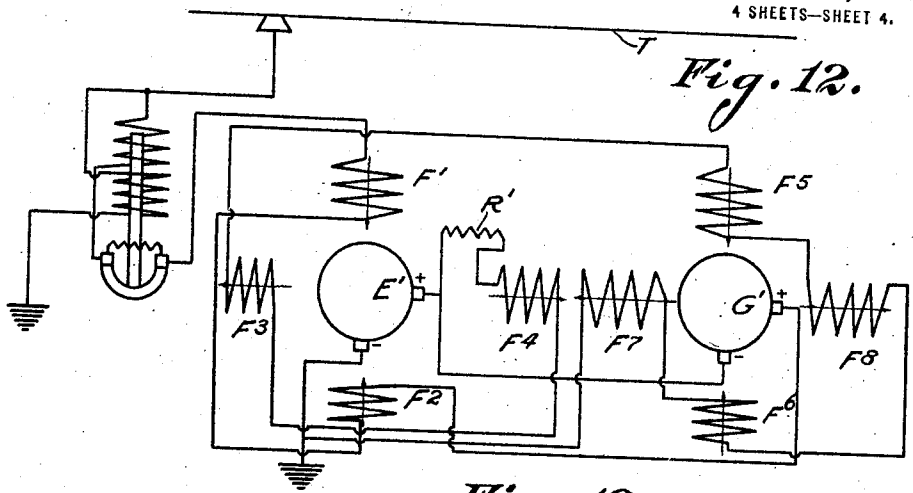 4 SHEETS—SHEET 4.
T
Fig. 12.
F'
F5
R'
E'
+
-
G'
+
-
F3
F4
F7
F8
F2
F6